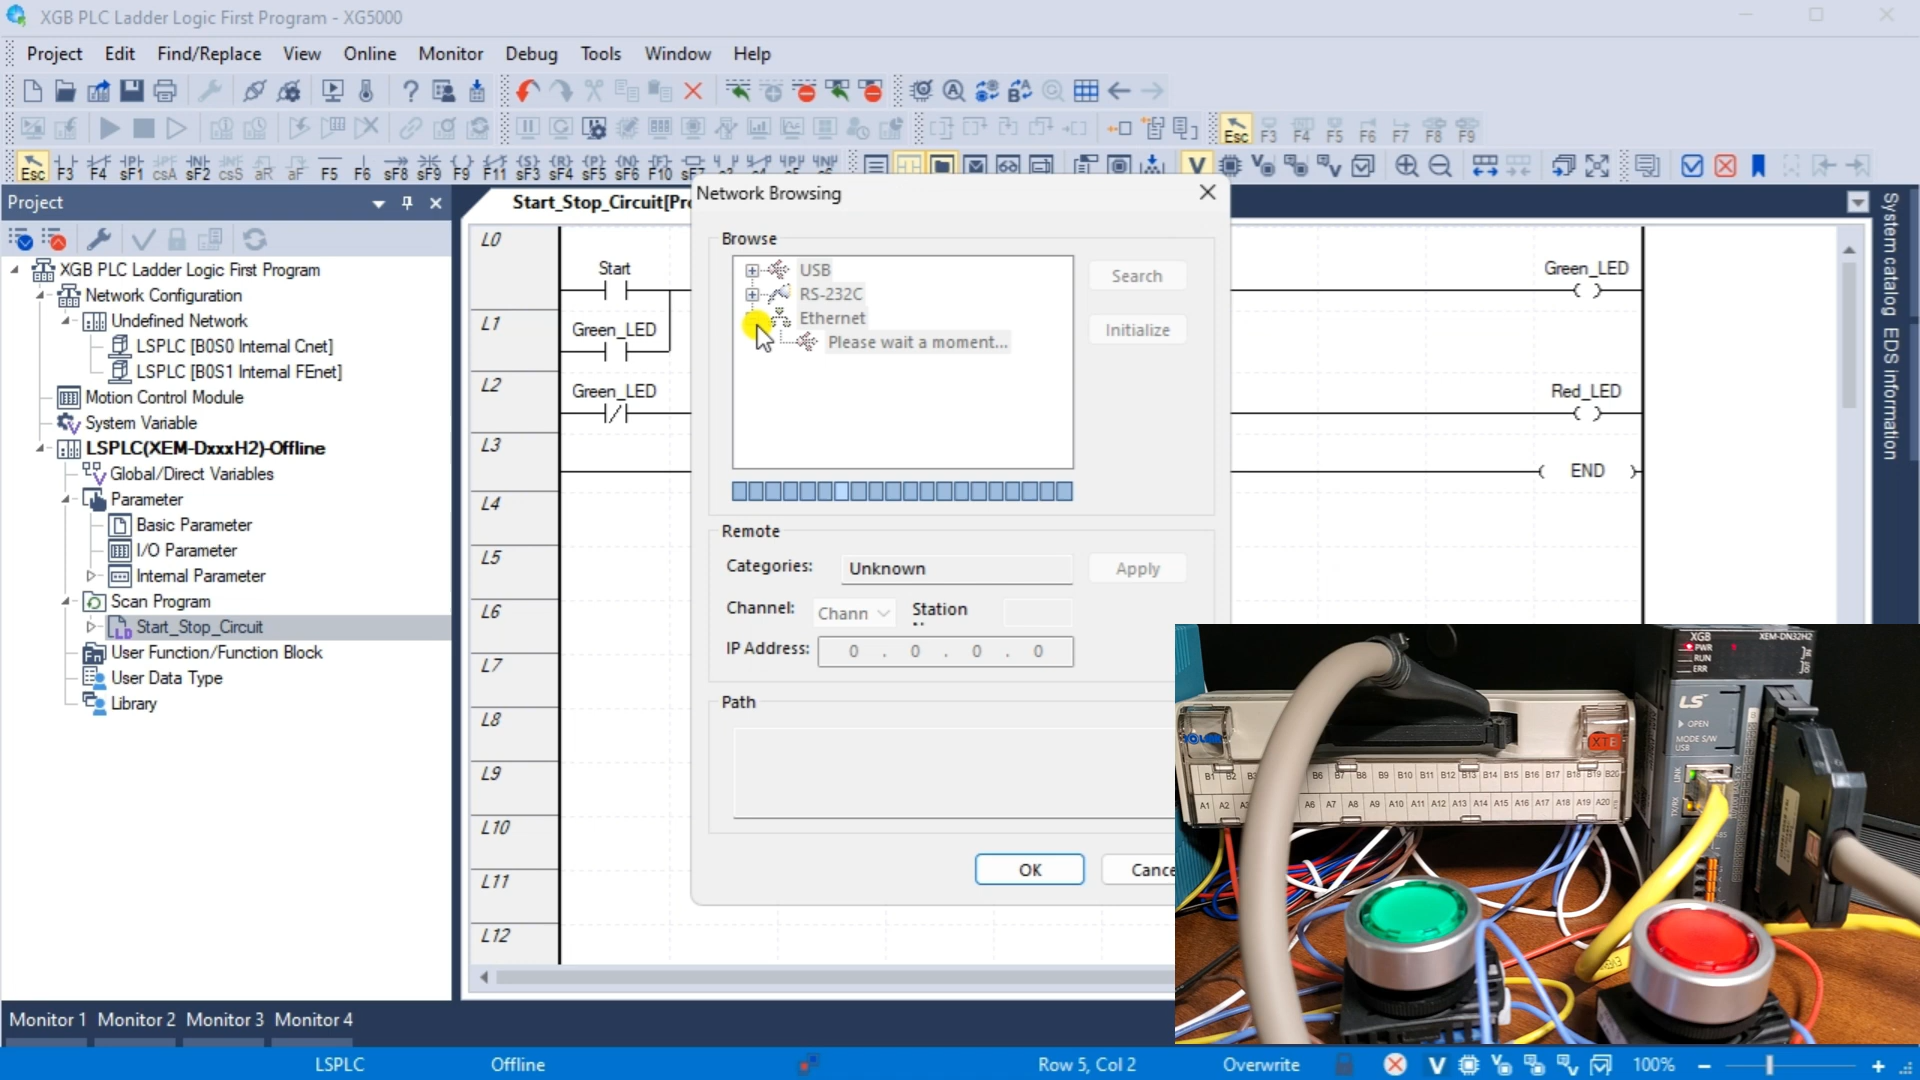 XGB PLC Ladder Logic First Program - XG5000
Project Edit Find/Replace View Online Monitor Debug Tools Window Help
Esc F3 F4 F5 F6 F7 F8 F9
Esc F3 F4 sF1 csA sF2 csS aR aF F5 F6 sF8 sF9 F9 F11 sF3 sF4 sF5 sF6 F10
Project
XGB PLC Ladder Logic First Program
Network Configuration
Undefined Network
LSPLC [B0S0 Internal Cnet]
LSPLC [B0S1 Internal FEnet]
Motion Control Module
System Variable
LSPLC(XEM-DxxxH2)-Offline
Global/Direct Variables
Parameter
Basic Parameter
I/O Parameter
Internal Parameter
Scan Program
Start_Stop_Circuit
User Function/Function Block
User Data Type
Library
Start_Stop_Circuit[Pro
L0
Start
Green_LED
L1
Green_LED
L2
Green_LED
Red_LED
L3
END
L4
L5
L6
L7
L8
L9
L10
L11
L12
Network Browsing
Browse
USB
RS-232C
Ethernet
Please wait a moment...
Search
Initialize
Remote
Categories: Unknown
Apply
Channel: Chann Station
IP Address: 0 . 0 . 0 . 0
Path
OK
Cance
System catalog
EDS information
XGB XEM-DN32H2
PWR
RUN
ERR
LS
OPEN
MODE S/W
USB
XTB
B1 B2 B6 B7 B8 B9 B10 B11 B12 B13 B14 B15 B16 B17 B18 B19 B20
A1 A2 A6 A7 A8 A9 A10 A11 A12 A13 A14 A15 A16 A17 A18 A19 A20
Monitor 1 Monitor 2 Monitor 3 Monitor 4
LSPLC Offline Row 5, Col 2 Overwrite 100%